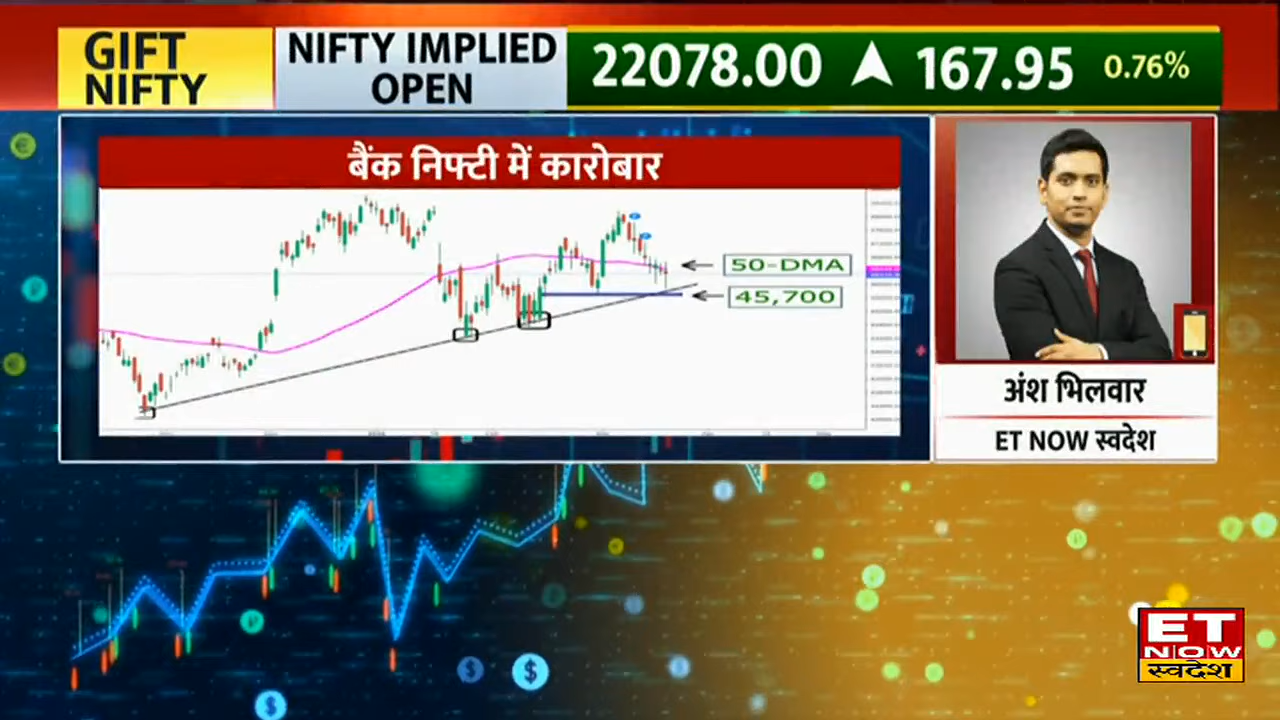 GIFT
NIFTY
NIFTY IMPLIED
OPEN
22078.00
167.95
0.76%
बैंक निफ्टी में कारोबार
50-DMA
45,700
अंश भिलवार
ET NOW स्वदेश
ET
NOW
स्वदेश